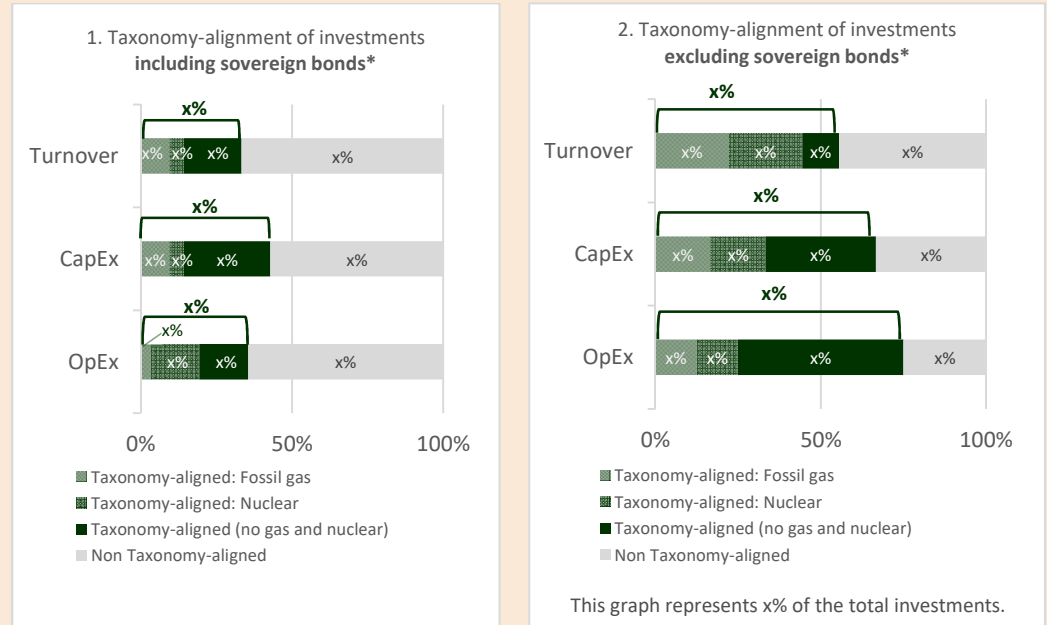 1. Taxonomy-alignment of investments
including sovereign bonds*
x%
Turnover
x%
x%
x%
x%
x%
CapEx
x%
x%
x%
x%
x%
x%
OpEx
x%
x%
x%
0%
50%
100%
Taxonomy-aligned: Fossil gas
Taxonomy-aligned: Nuclear
Taxonomy-aligned (no gas and nuclear)
Non Taxonomy-aligned
2. Taxonomy-alignment of investments
excluding sovereign bonds*
x%
Turnover
x%
x%
x%
x%
x%
CapEx
x%
x%
x%
x%
x%
OpEx
x%
x%
x%
x%
0%
50%
100%
Taxonomy-aligned: Fossil gas
Taxonomy-aligned: Nuclear
Taxonomy-aligned (no gas and nuclear)
Non Taxonomy-aligned
This graph represents x% of the total investments.